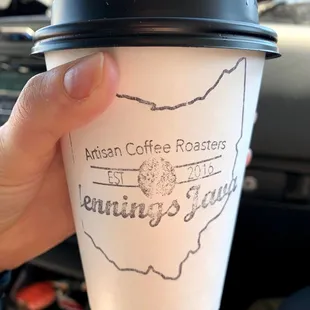 Artisan Coffee Roasters
EST 2016
Jennings Java